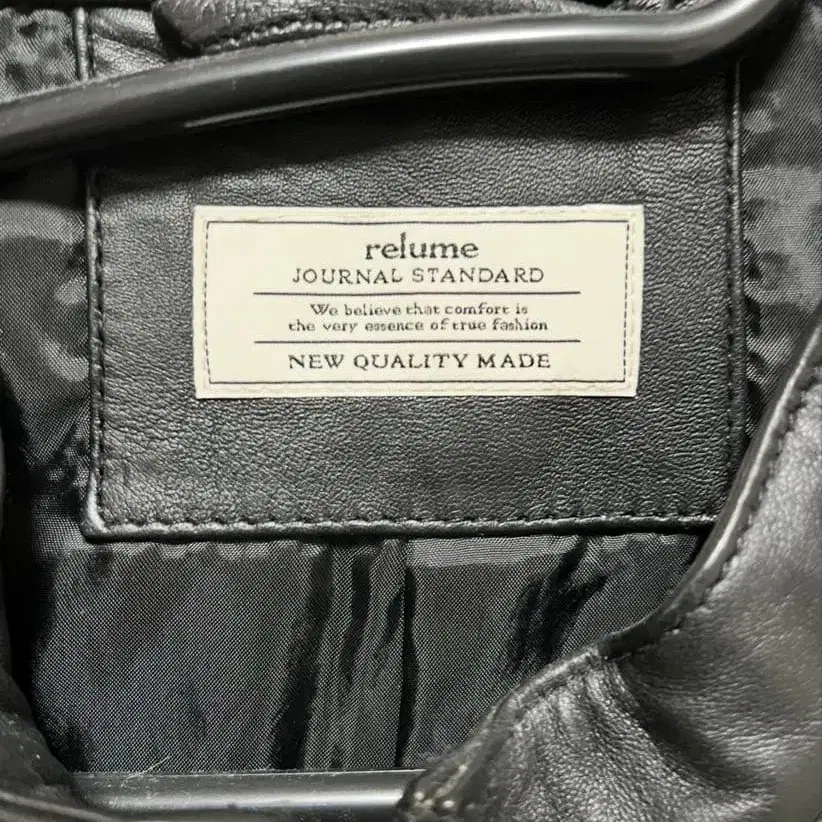 relume
JOURNAL STANDARD
We believe that comfort is
the very essence of true fashion
NEW QUALITY MADE